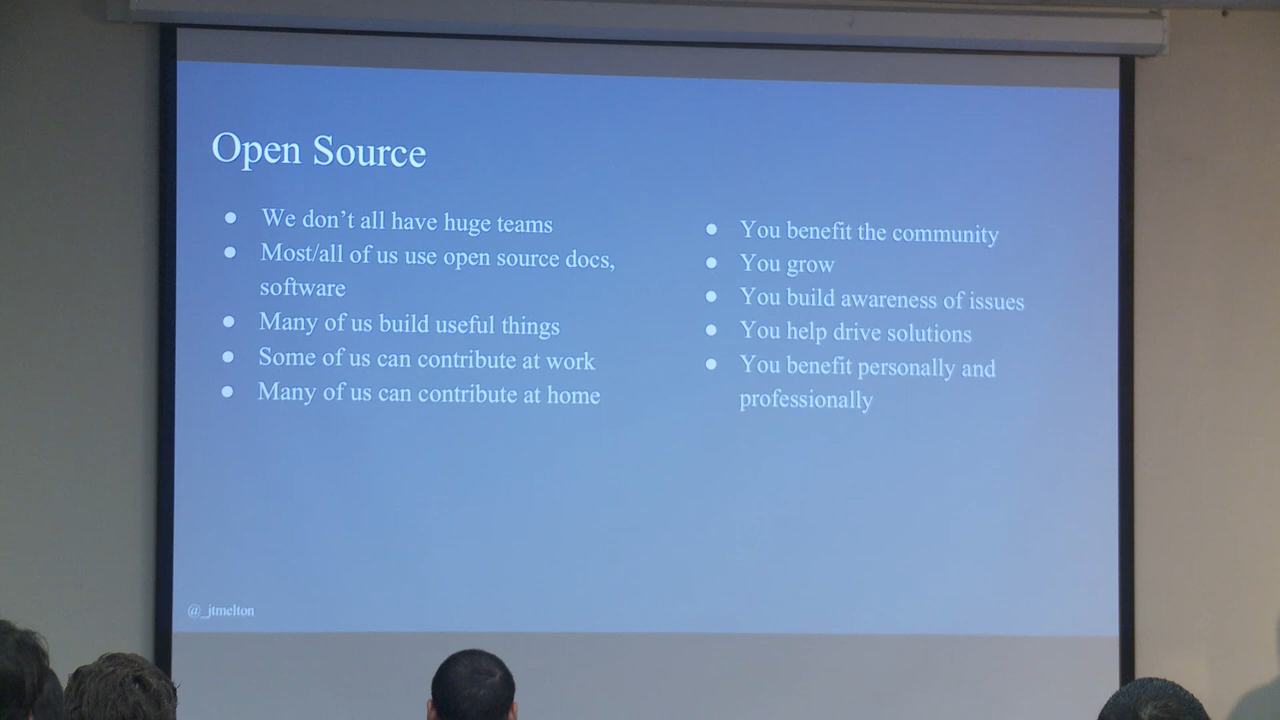 Open Source
● We don't all have huge teams
● Most/all of us use open source docs,
software
● Many of us build useful things
● Some of us can contribute at work
● Many of us can contribute at home
● You benefit the community
● You grow
● You build awareness of issues
● You help drive solutions
● You benefit personally and
professionally
@_jtmelton